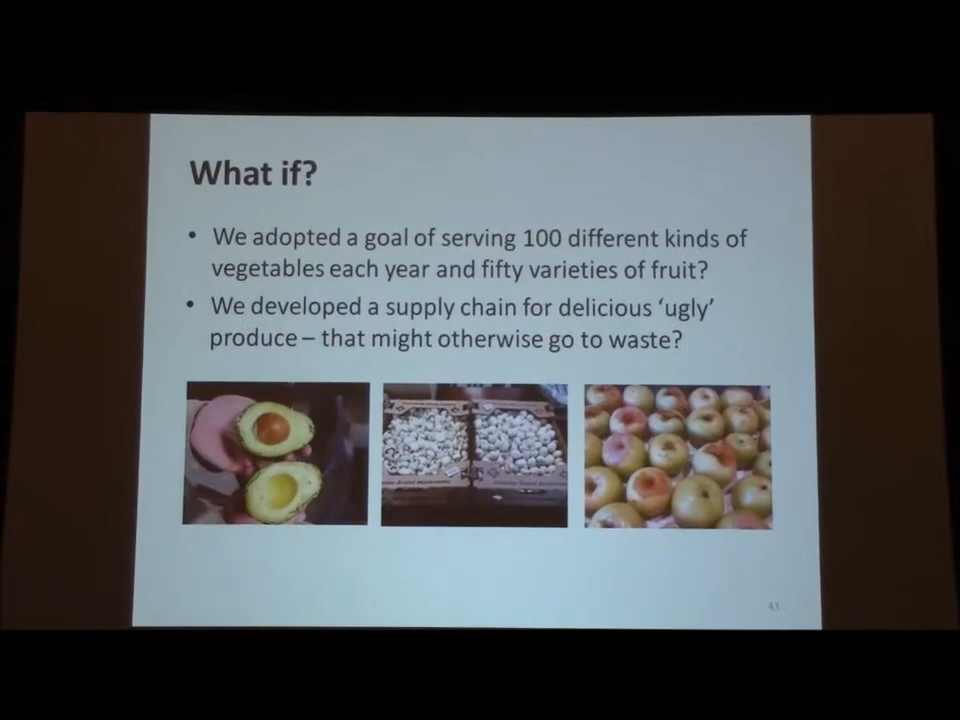 What if?
• We adopted a goal of serving 100 different kinds of
vegetables each year and fifty varieties of fruit?
• We developed a supply chain for delicious ‘ugly’
produce – that might otherwise go to waste?
43